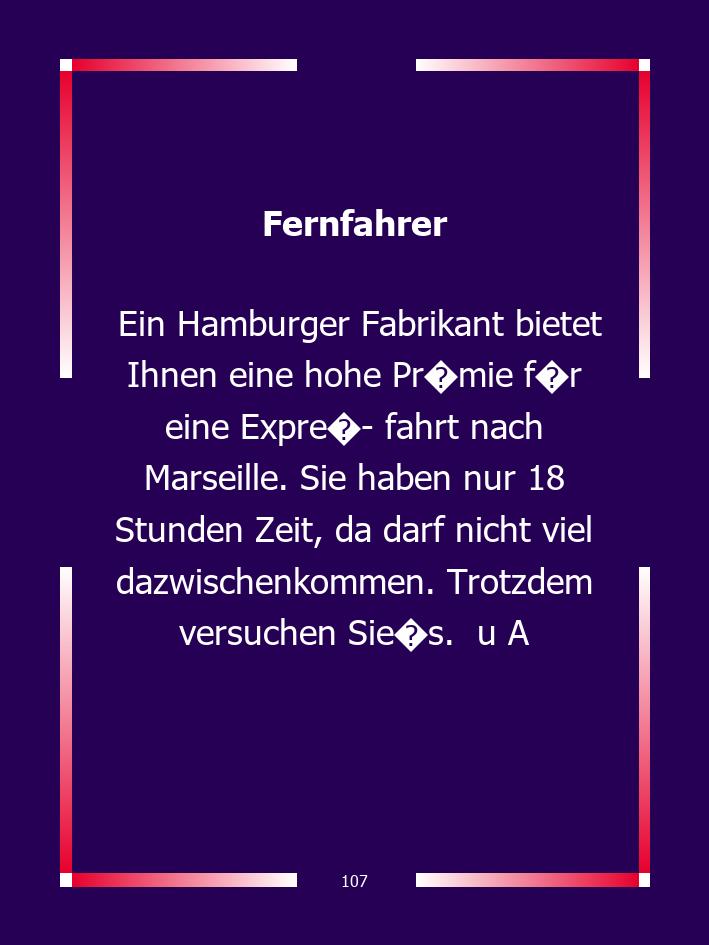 Fernfahrer
Ein Hamburger Fabrikant bietet
Ihnen eine hohe Pr�mie f�r
eine Expre�- fahrt nach
Marseille. Sie haben nur 18
Stunden Zeit, da darf nicht viel
dazwischenkommen. Trotzdem
versuchen Sie�s.  u A
107